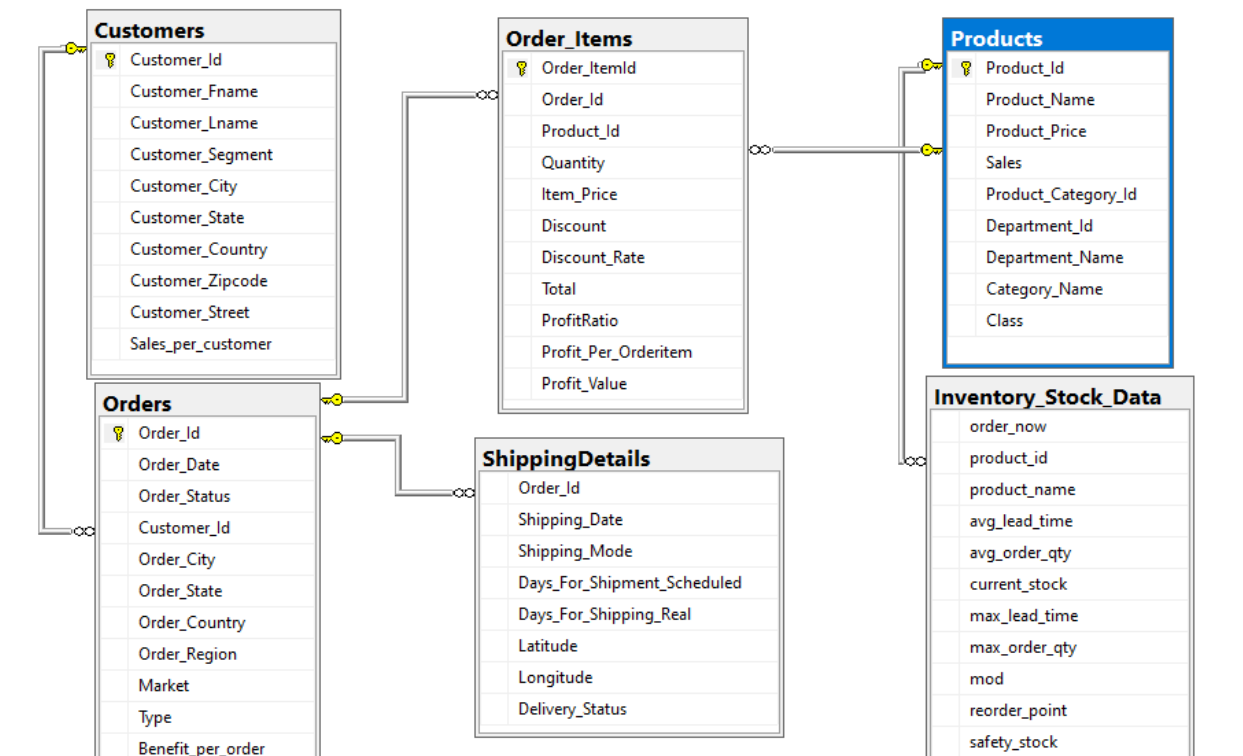 Customers
Customer_Id
Customer_Fname
Customer_Lname
Customer_Segment
Customer_City
Customer_State
Customer_Country
Customer_Zipcode
Customer_Street
Sales_per_customer
Orders
Order_Id
Order_Date
Order_Status
Customer_Id
Order_City
Order_State
Order_Country
Order_Region
Market
Type
Benefit_per_order
Order_Items
Order_ItemId
Order_Id
Product_Id
Quantity
Item_Price
Discount
Discount_Rate
Total
ProfitRatio
Profit_Per_Orderitem
Profit_Value
ShippingDetails
Order_Id
Shipping_Date
Shipping_Mode
Days_For_Shipment_Scheduled
Days_For_Shipping_Real
Latitude
Longitude
Delivery_Status
Products
Product_Id
Product_Name
Product_Price
Sales
Product_Category_Id
Department_Id
Department_Name
Category_Name
Class
Inventory_Stock_Data
order_now
product_id
product_name
avg_lead_time
avg_order_qty
current_stock
max_lead_time
max_order_qty
mod
reorder_point
safety_stock